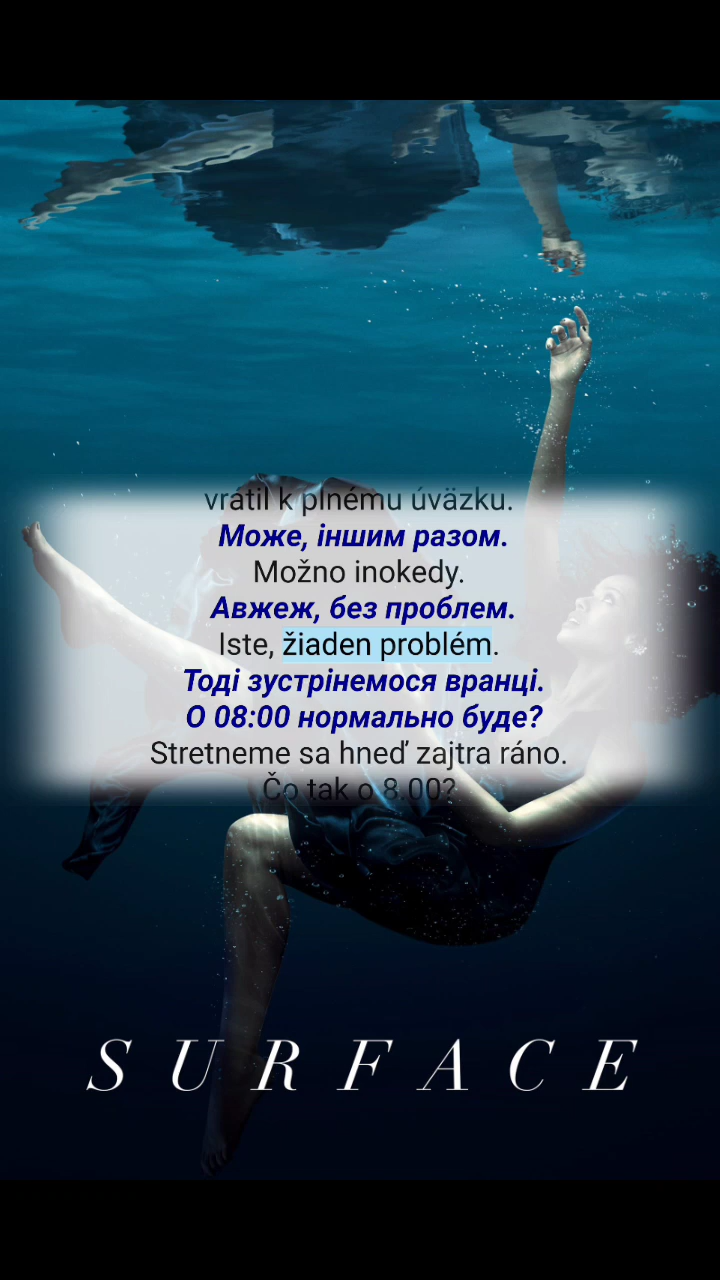 vrátil k plnému úväzku.
Може, іншим разом.
Možno inokedy.
Авжеж, без проблем.
Iste, žiaden problém.
Тоді зустрінемося вранці.
О 08:00 нормально буде?
Stretneme sa hneď zajtra ráno.
Čo tak o 8.00?
SURFACE